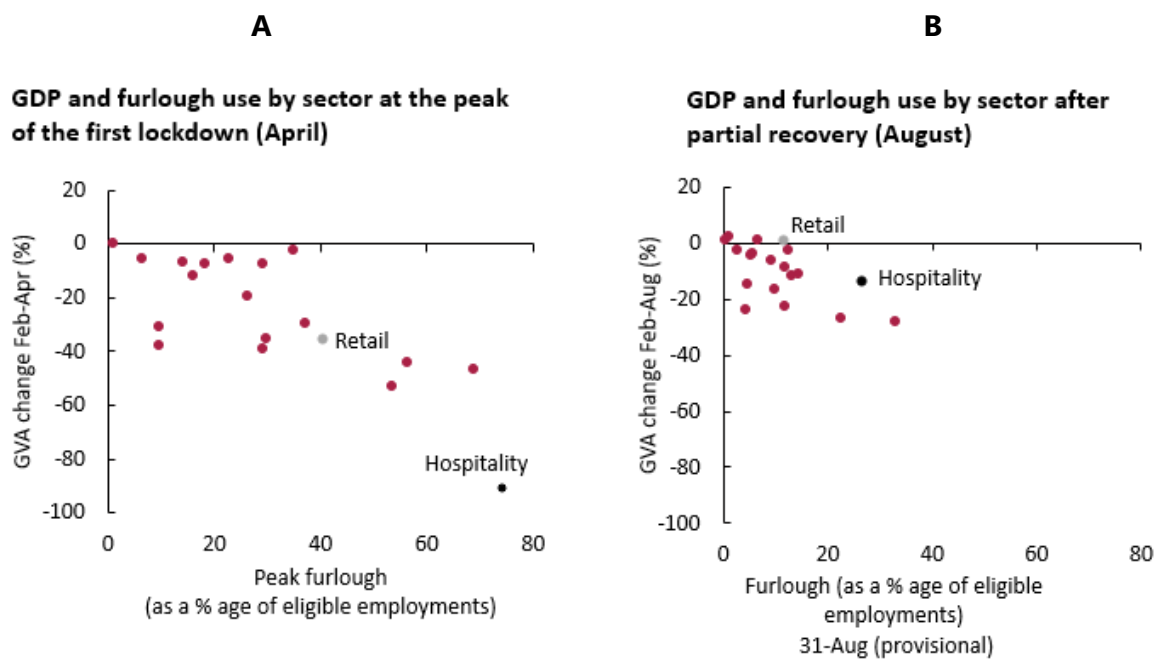 A
GDP and furlough use by sector at the peak
of the first lockdown (April)
GVA change Feb-Apr (%)
20
0
-20
-40
-60
-80
-100
Retail
Hospitality
0 20 40 60 80
Peak furlough
(as a % age of eligible employments)
B
GDP and furlough use by sector after
partial recovery (August)
GVA change Feb-Aug (%)
20
0
-20
-40
-60
-80
-100
Retail
Hospitality
0 20 40 60 80
Furlough (as a % age of eligible
employments)
31-Aug (provisional)